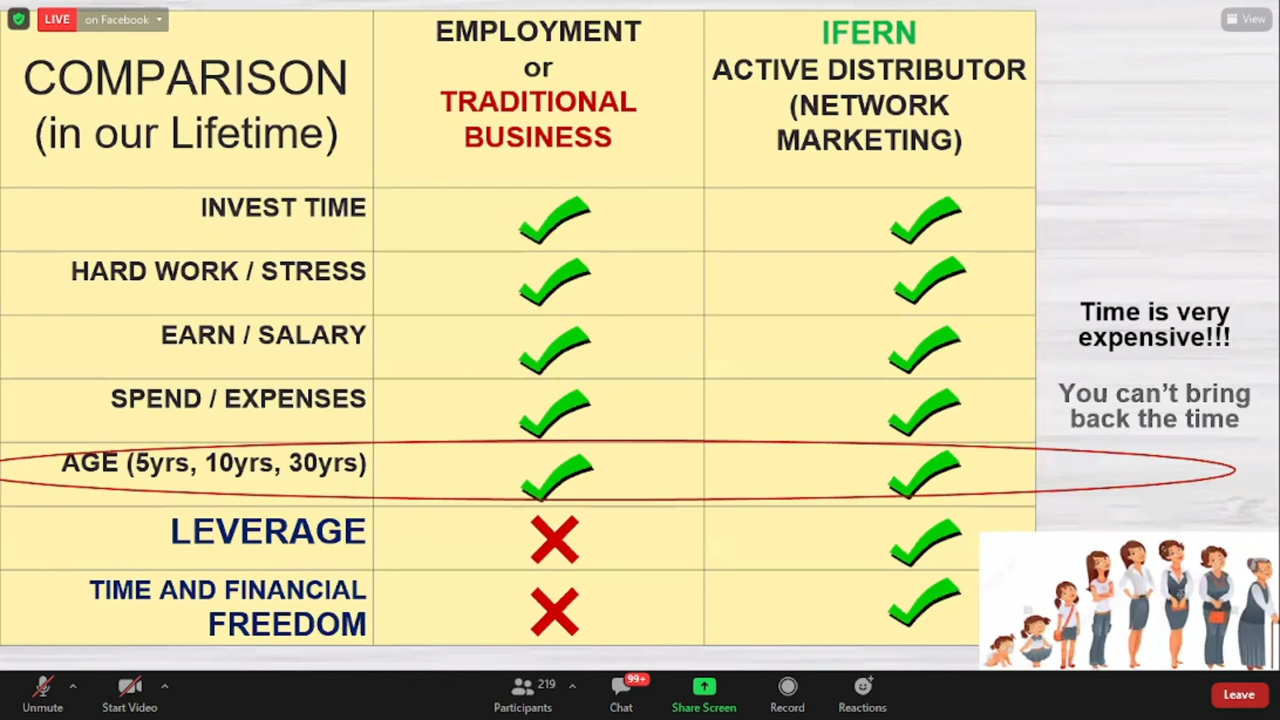 LIVE on Facebook
View
COMPARISON
(in our Lifetime)
EMPLOYMENT
or
TRADITIONAL
BUSINESS
IFERN
ACTIVE DISTRIBUTOR
(NETWORK
MARKETING)
INVEST TIME
HARD WORK / STRESS
EARN / SALARY
SPEND / EXPENSES
AGE (5yrs, 10yrs, 30yrs)
LEVERAGE
TIME AND FINANCIAL
FREEDOM
Time is very
expensive!!!
You can't bring
back the time
Unmute
Start Video
219
Participants
99+
Chat
Share Screen
Record
Reactions
Leave